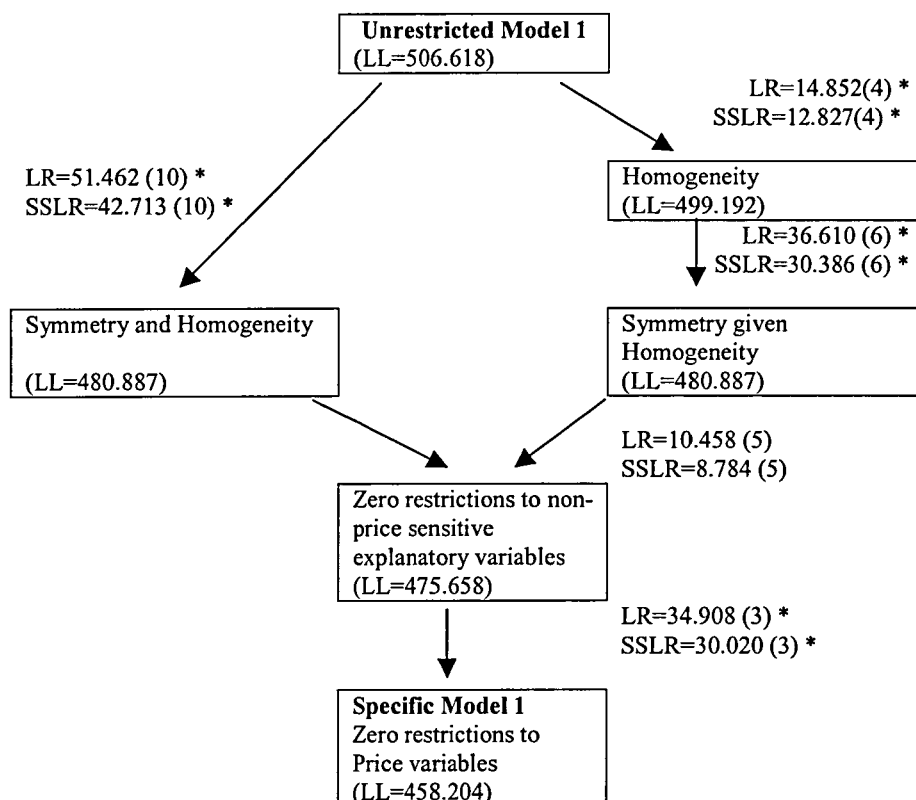 Unrestricted Model 1
(LL=506.618)
LR=14.852(4) *
SSLR=12.827(4) *
LR=51.462 (10) *
SSLR=42.713 (10) *
Homogeneity
(LL=499.192)
LR=36.610 (6) *
SSLR=30.386 (6) *
Symmetry and Homogeneity
(LL=480.887)
Symmetry given
Homogeneity
(LL=480.887)
LR=10.458 (5)
SSLR=8.784 (5)
Zero restrictions to non-
price sensitive
explanatory variables
(LL=475.658)
LR=34.908 (3) *
SSLR=30.020 (3) *
Specific Model 1
Zero restrictions to
Price variables
(LL=458.204)